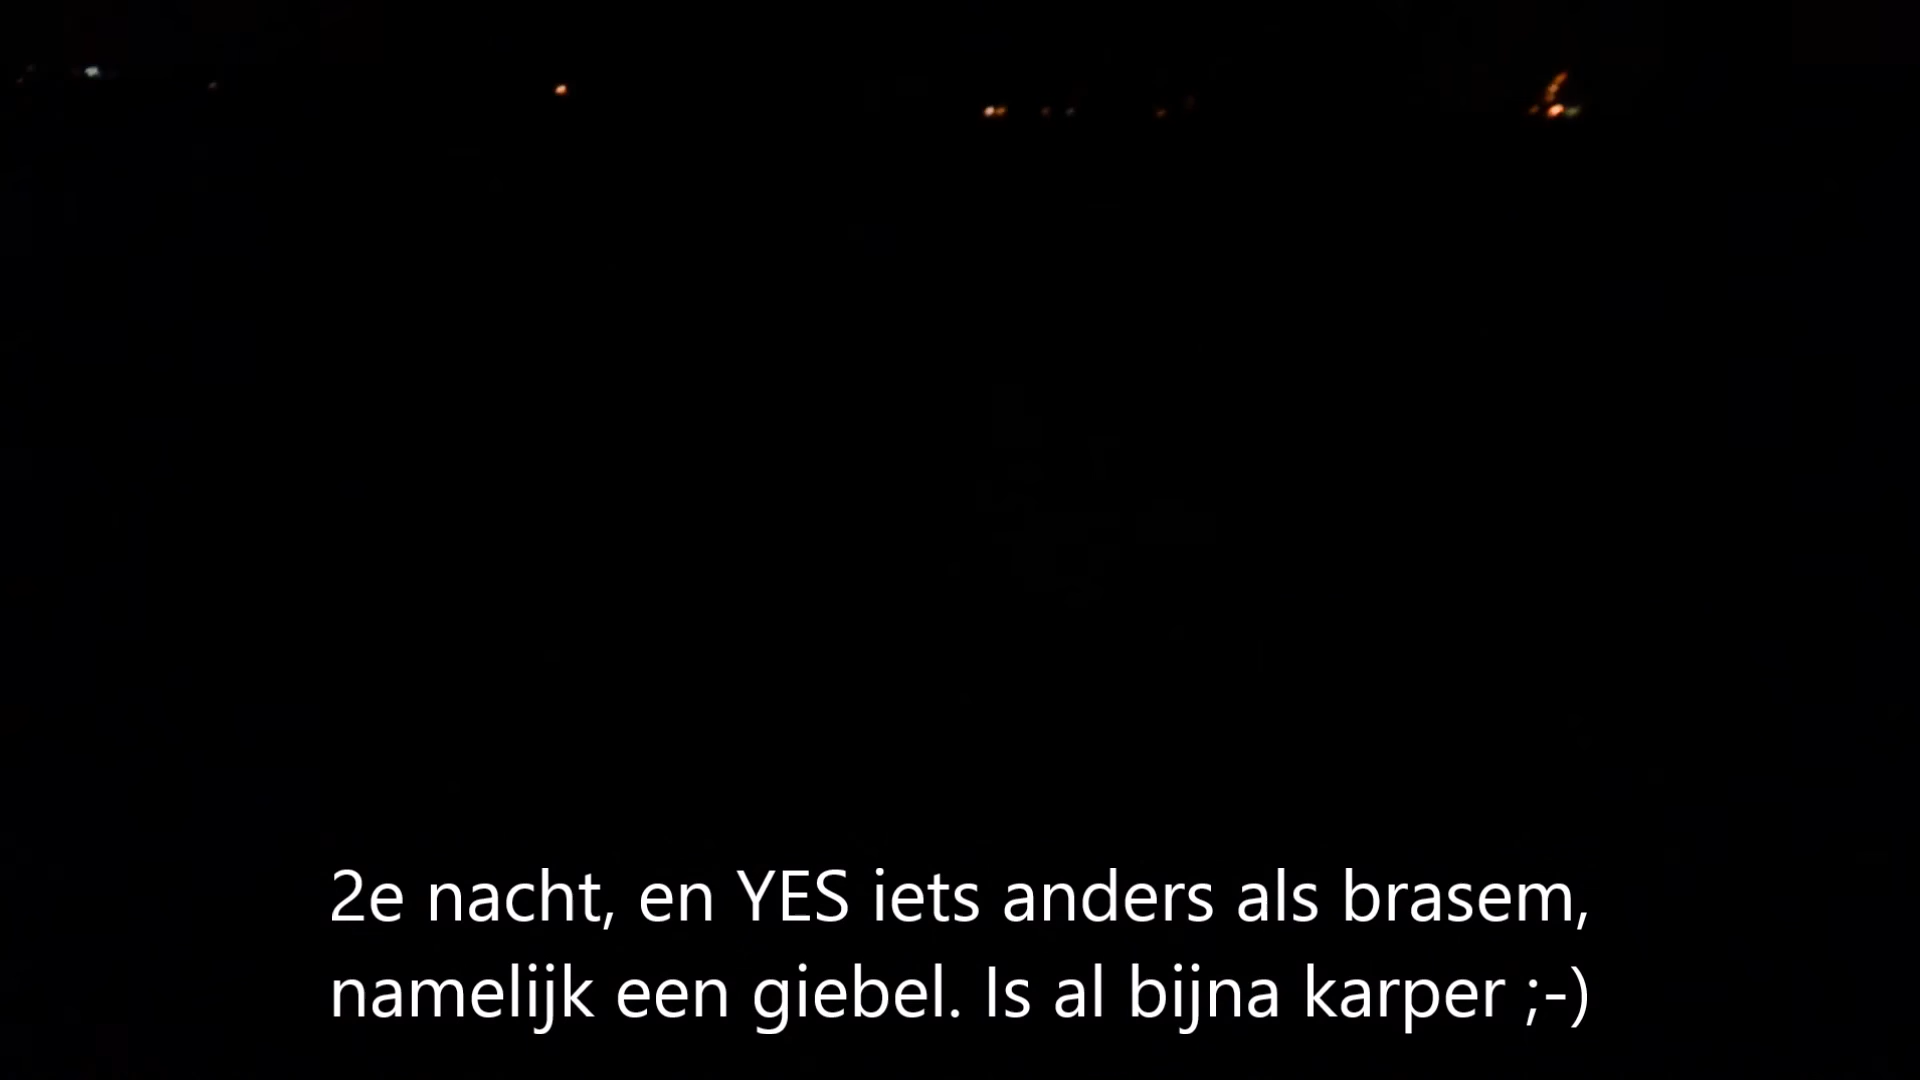 2e nacht, en YES iets anders als brasem,
namelijk een giebel. Is al bijna karper ;-)